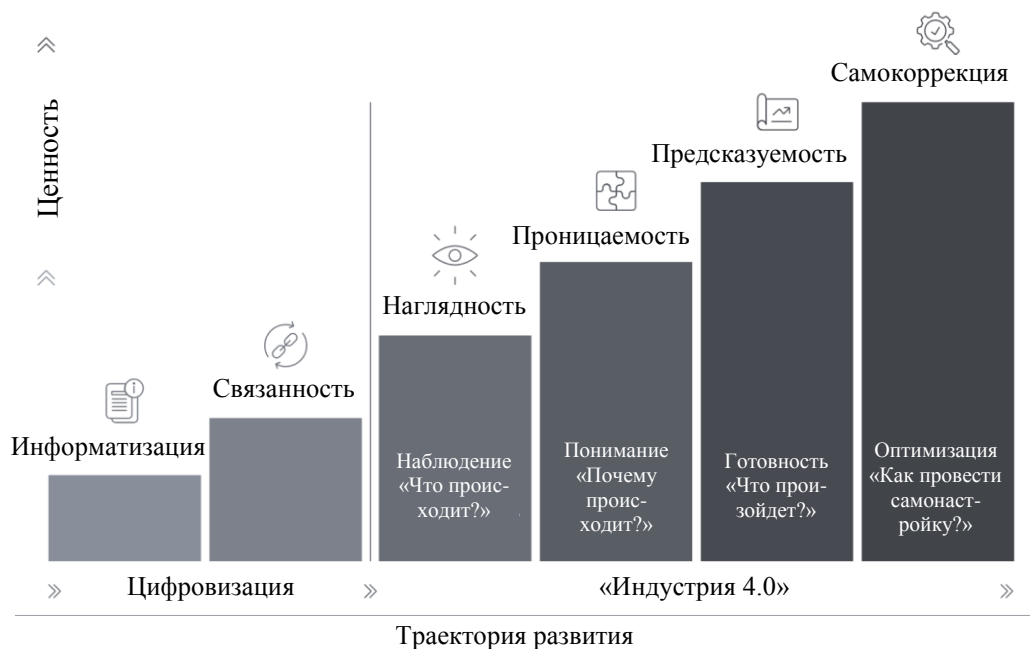 Ценность
Самокоррекция
Предсказуемость
Проницаемость
Наглядность
Связанность
Информатизация
Наблюдение
«Что проис-
ходит?»
Понимание
«Почему
проис-
ходит?»
Готовность
«Что прои-
зойдет?»
Оптимизация
«Как провести
самонаст-
ройку?»
Цифровизация
«Индустрия 4.0»
Траектория развития